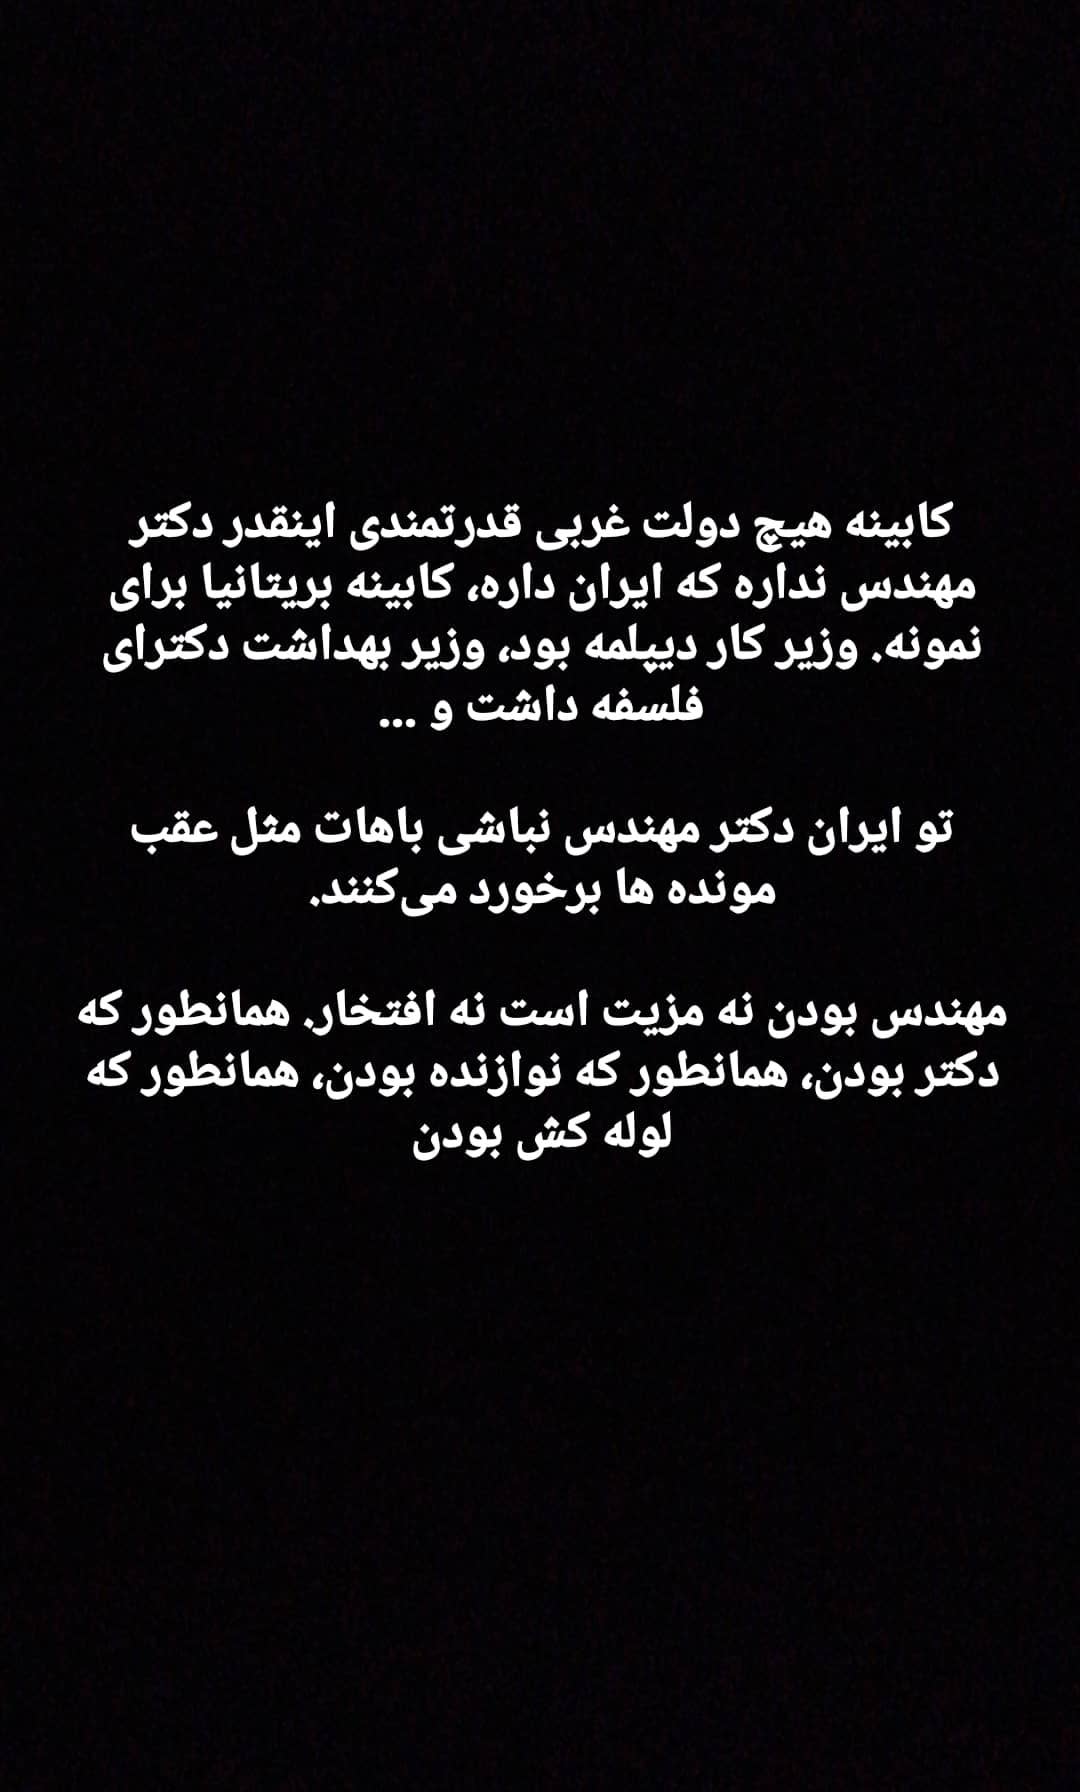 کابینه هیچ دولت غربی قدرتمندی اینقدر دکتر
مهندس نداره که ایران داره، کابینه بریتانیا برای
نمونه. وزیر کار دیپلمه بود، وزیر بهداشت دکترای
فلسفه داشت و ...
تو ایران دکتر مهندس نباشی باهات مثل عقب
مونده ها برخورد می‌کنند.
مهندس بودن نه مزیت است نه افتخار. همانطور که
دکتر بودن، همانطور که نوازنده بودن، همانطور که
لوله کش بودن